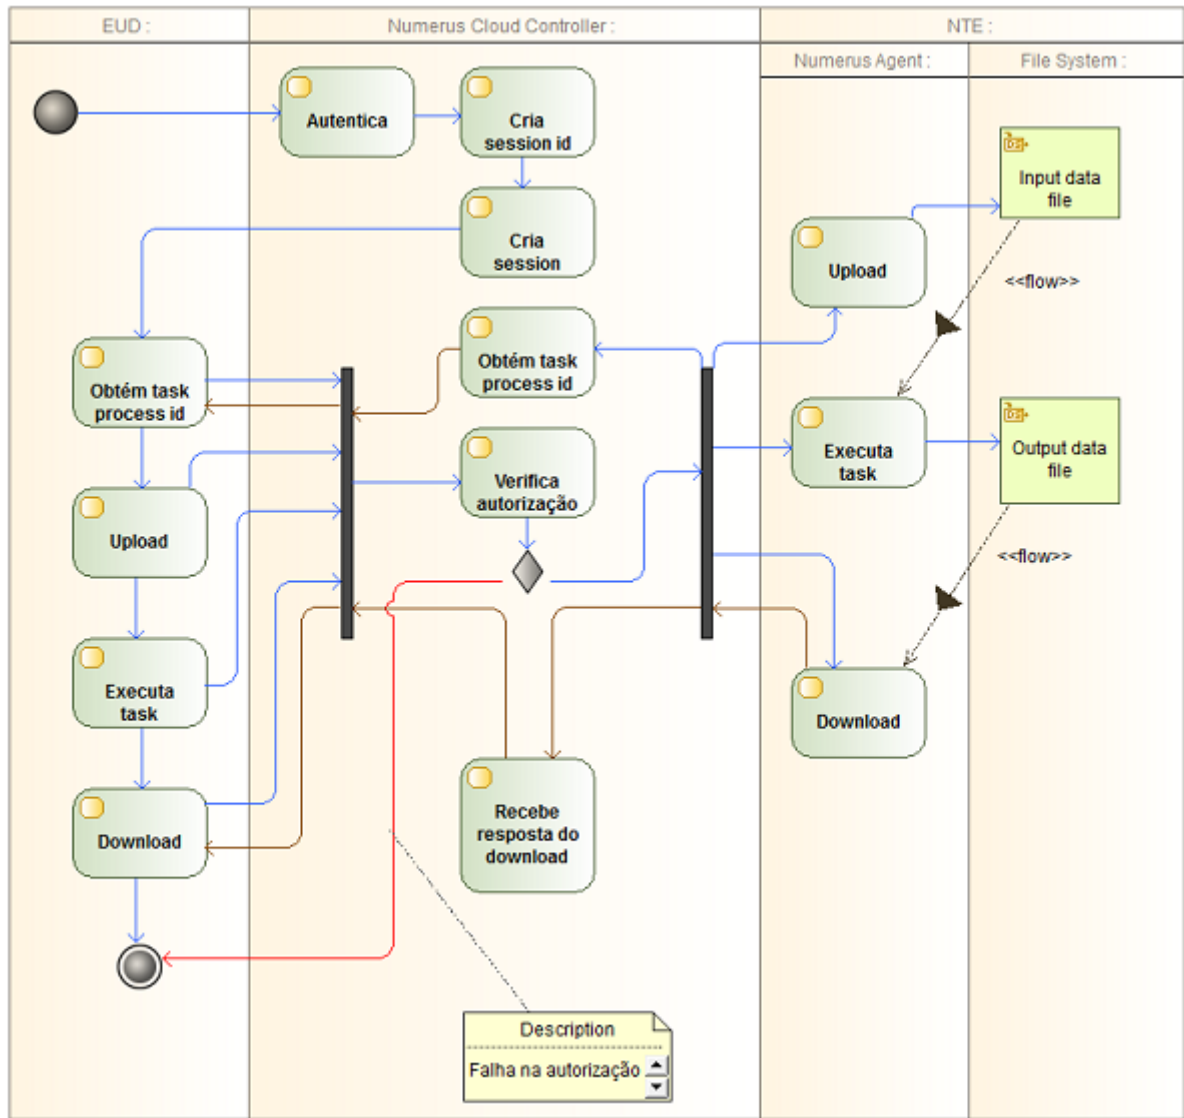 EUD :
Numerus Cloud Controller :
NTE :
Numerus Agent :
File System :
Autentica
Cria
session id
Input data
file
Cria
session
Upload
<<flow>>
Obtém task
process id
Obtém task
process id
Executa
task
Output data
file
Verifica
autorização
Upload
<<flow>>
Executa
task
Download
Recebe
resposta do
download
Download
Description
Falha na autorização